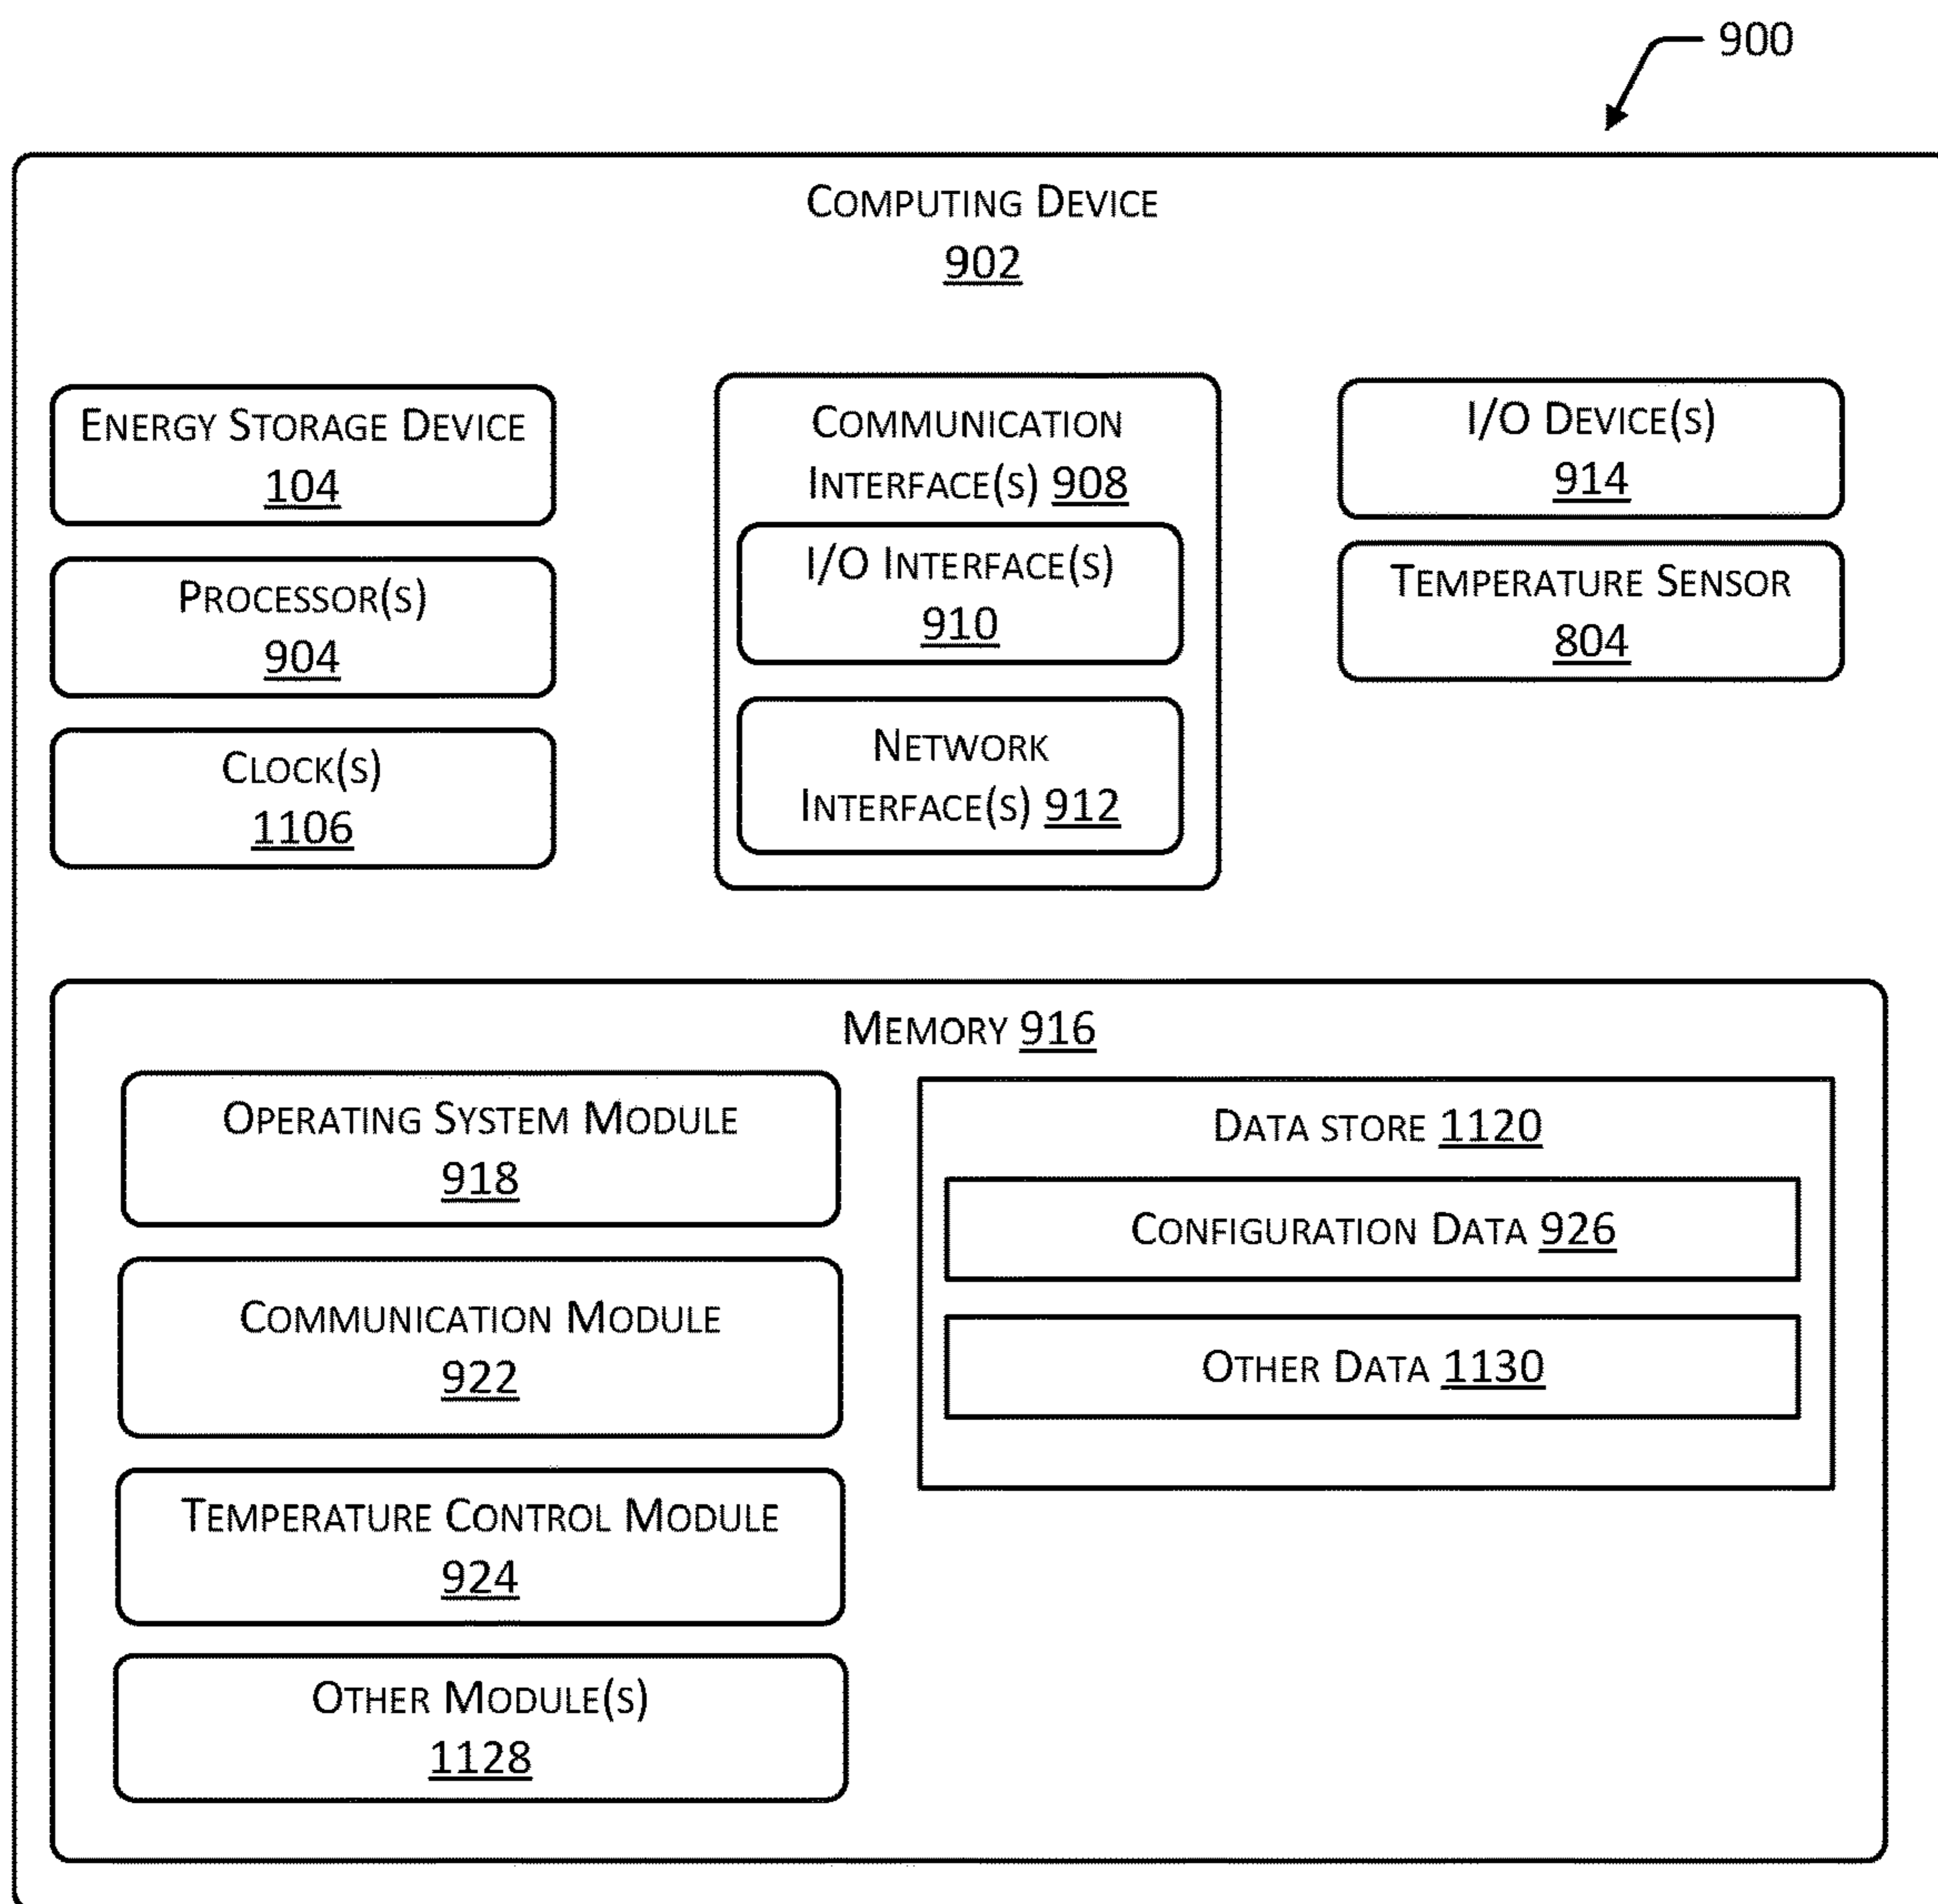 900
COMPUTING DEVICE
902
ENERGY STORAGE DEVICE
104
PROCESSOR(S)
904
CLOCK(S)
1106
COMMUNICATION
INTERFACE(S) 908
I/O INTERFACE(S)
910
NETWORK
INTERFACE(S) 912
I/O DEVICE(S)
914
TEMPERATURE SENSOR
804
MEMORY 916
OPERATING SYSTEM MODULE
918
COMMUNICATION MODULE
922
TEMPERATURE CONTROL MODULE
924
OTHER MODULE(S)
1128
DATA STORE 1120
CONFIGURATION DATA 926
OTHER DATA 1130